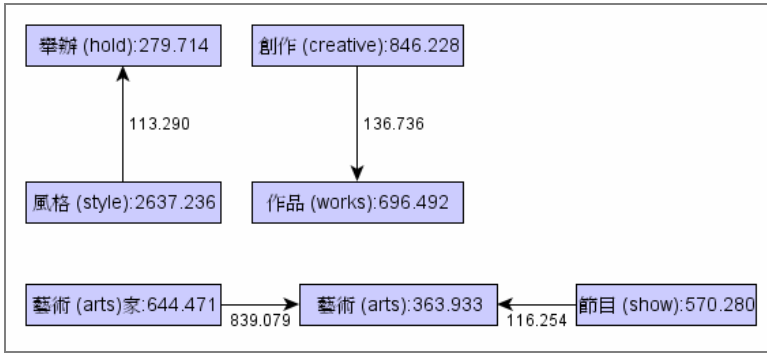 舉辦 (hold):279.714
創作 (creative):846.228
113.290
136.736
風格 (style):2637.236
作品 (works):696.492
藝術 (arts)家:644.471
839.079
藝術 (arts):363.933
116.254
節目 (show):570.280